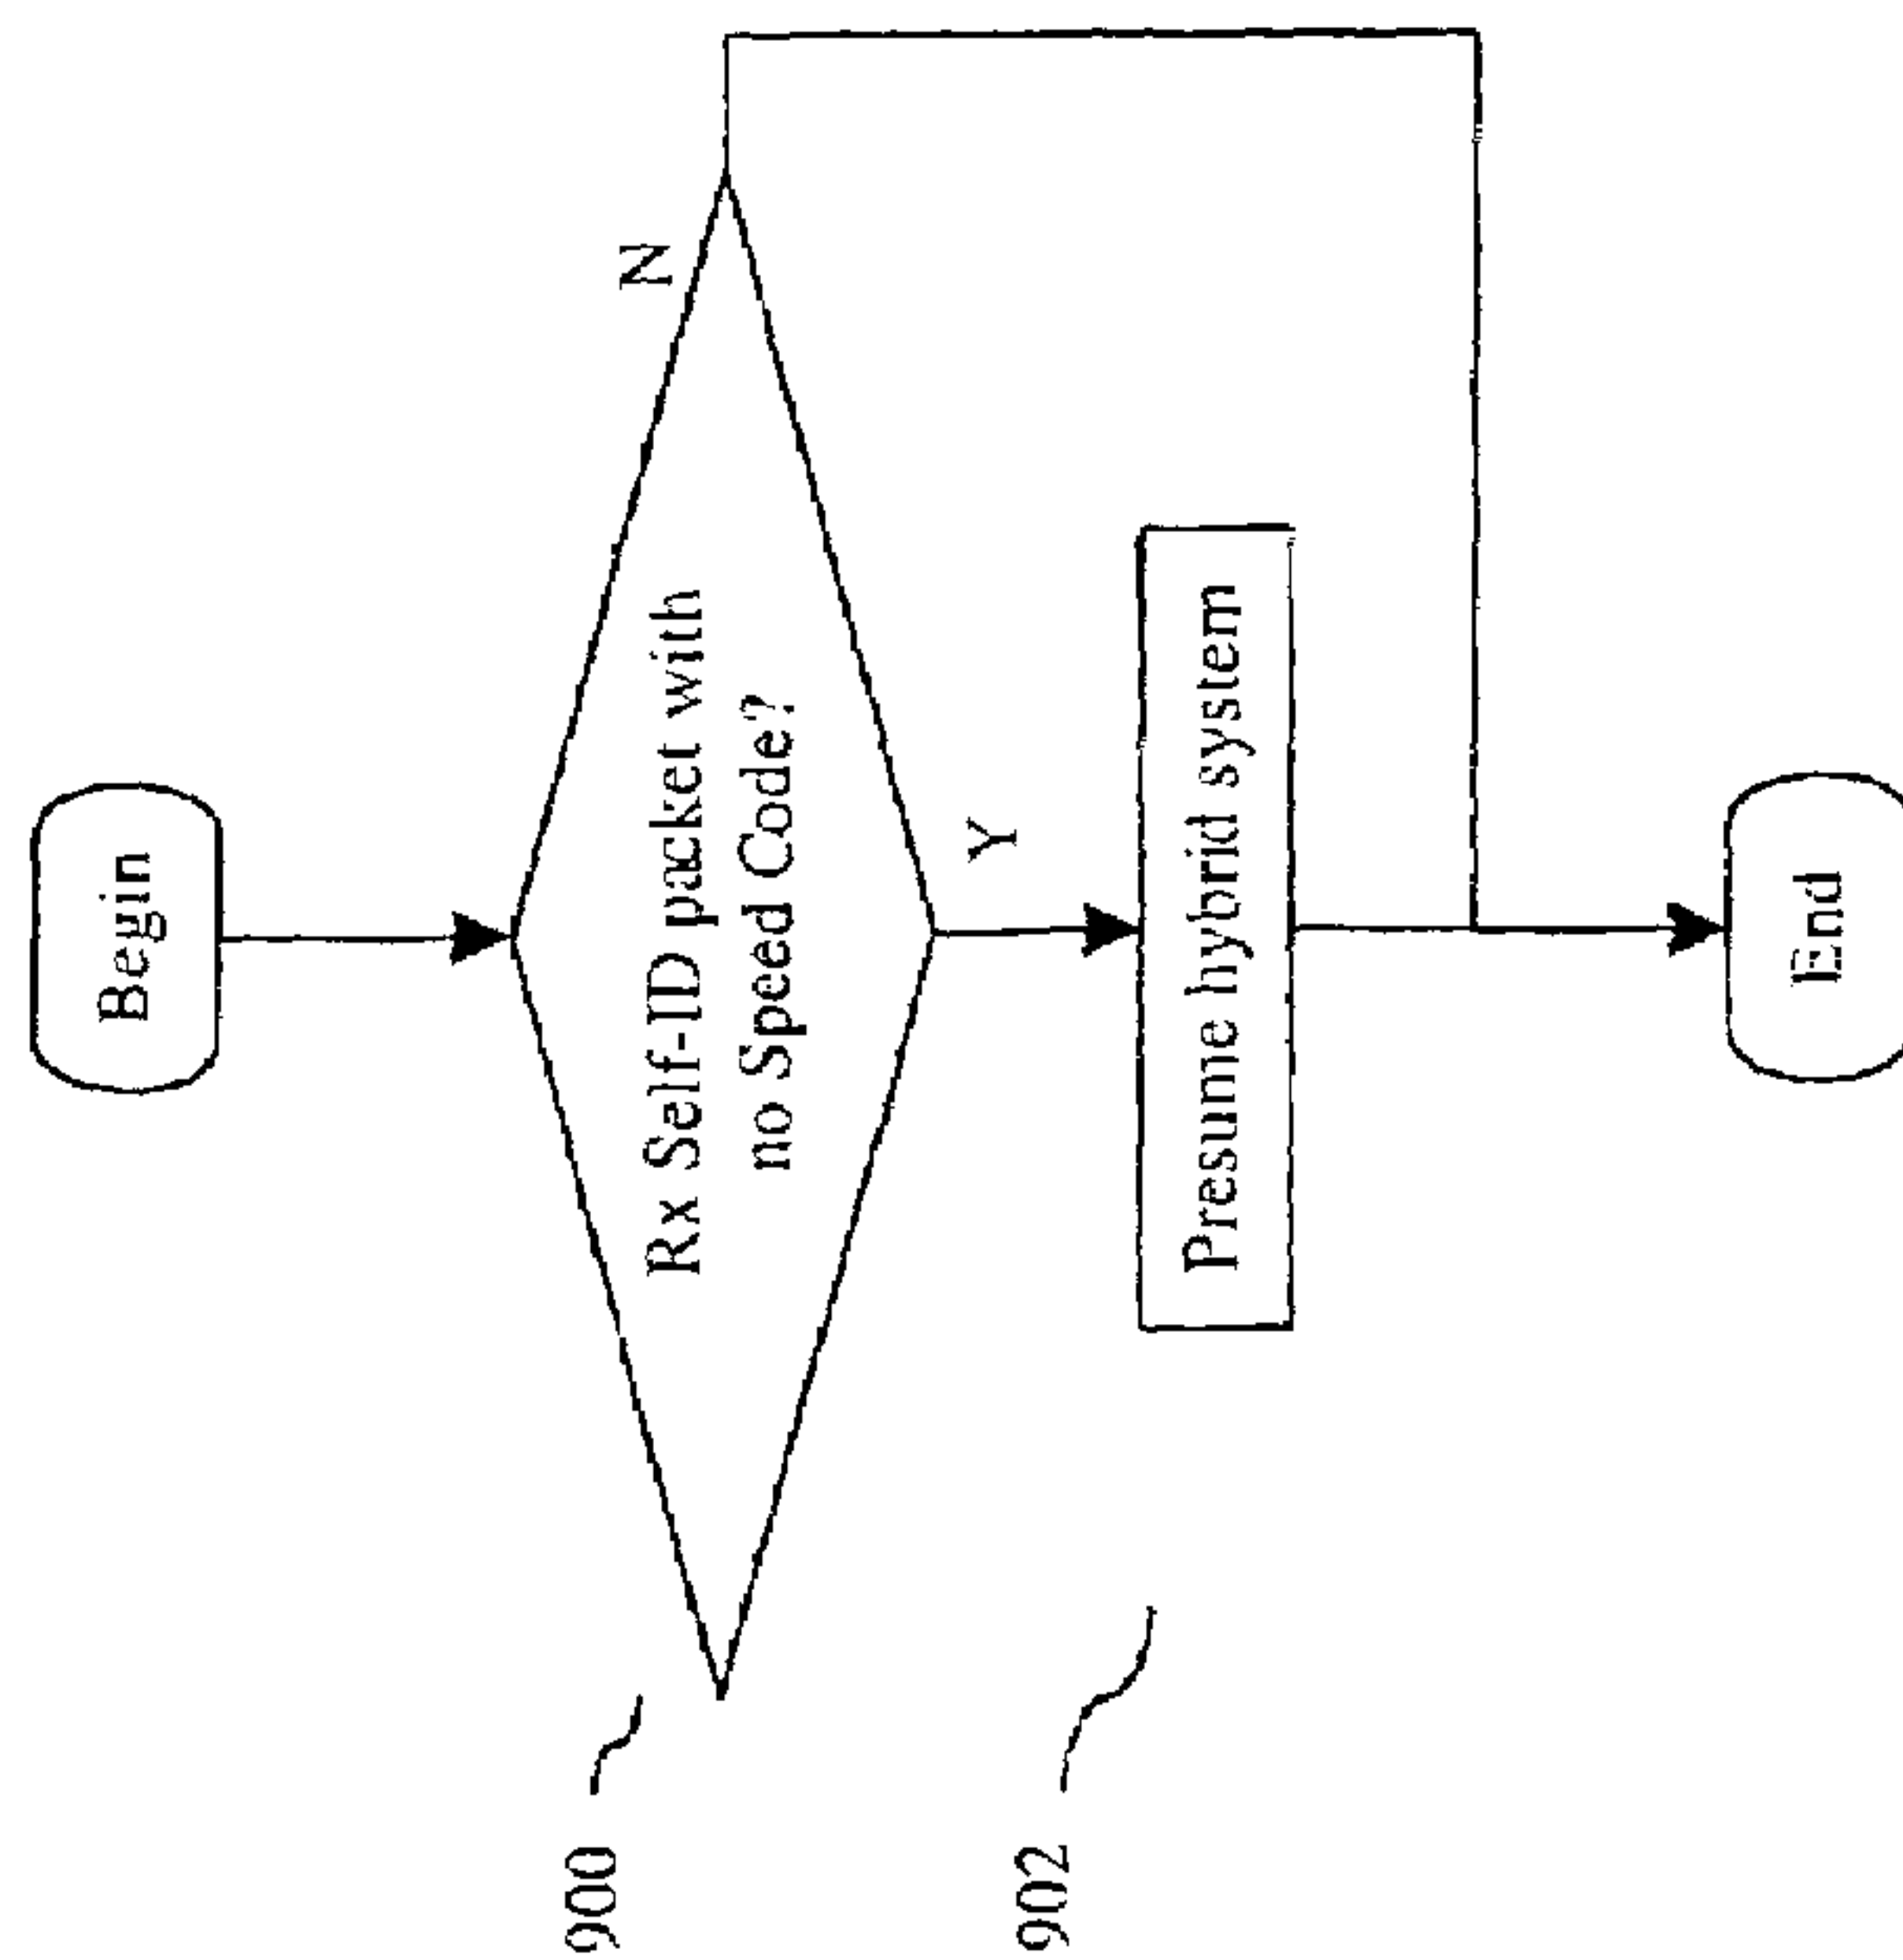 Begin
900
Rx Self-ID packet with
no Speed Code?
N
Y
902
Presume hybrid system
End